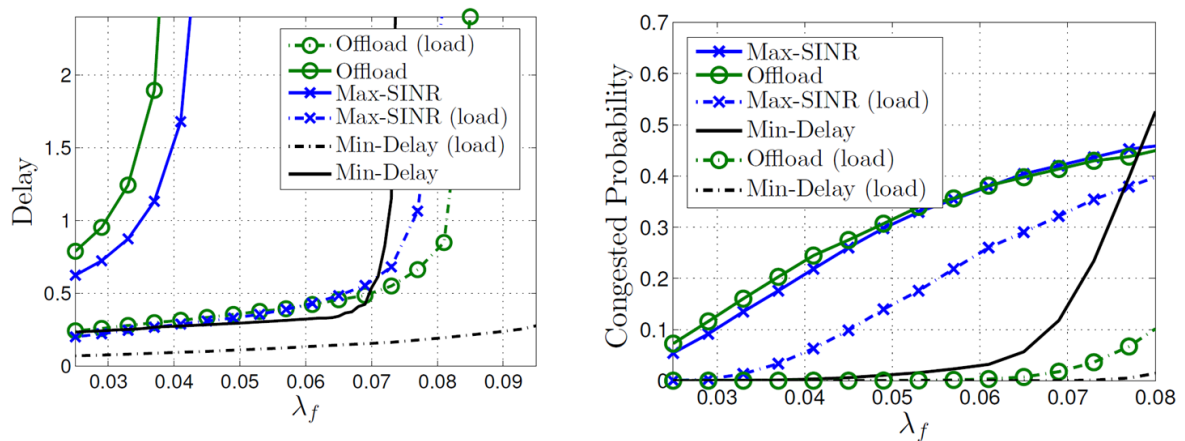 2
1.5
1
0.5
0
Delay
0.03 0.04 0.05 0.06 0.07 0.08 0.09
λf
Offload (load)
Offload
Max-SINR
Max-SINR (load)
Min-Delay (load)
Min-Delay
0.7
0.6
0.5
0.4
0.3
0.2
0.1
0
Congested Probability
0.03 0.04 0.05 0.06 0.07 0.08
λf
Max-SINR
Offload
Max-SINR (load)
Min-Delay
Offload (load)
Min-Delay (load)